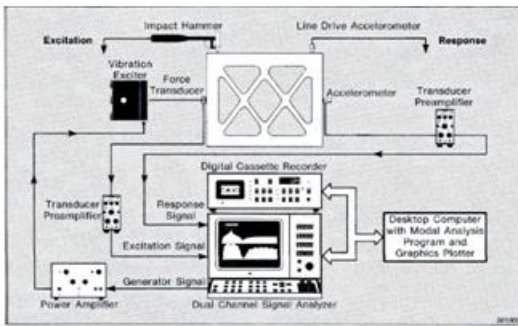 Impact Hammer
Line Drive Accelerometer
Excitation
Response
Vibration
Exciter
Force
Transducer
Accelerometer
Transducer
Preamplifier
Digital Cassette Recorder
Transducer
Preamplifier
Response
Signal
Excitation Signal
Desktop Computer
with Modal Analysis
Program and
Graphics Plotter
Generator Signal
Power Amplifier
Dual Channel Signal Analyzer